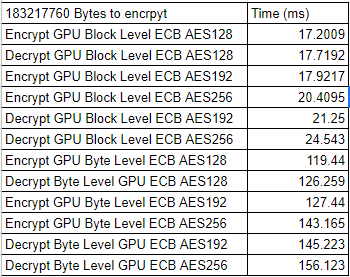 183217760 Bytes to encrpyt Time (ms)
Encrypt GPU Block Level ECB AES128 17.2009
Decrypt GPU Block Level ECB AES128 17.7192
Encrypt GPU Block Level ECB AES192 17.9217
Encrypt GPU Block Level ECB AES256 20.4095
Decrypt GPU Block Level ECB AES192 21.25
Decrypt GPU Block Level ECB AES256 24.543
Encrypt GPU Byte Level ECB AES128 119.44
Decrypt Byte Level GPU ECB AES128 126.259
Encrypt GPU Byte Level ECB AES192 127.44
Encrypt GPU Byte Level ECB AES256 143.165
Decrypt Byte Level GPU ECB AES192 145.223
Decrypt Byte Level GPU ECB AES256 156.123